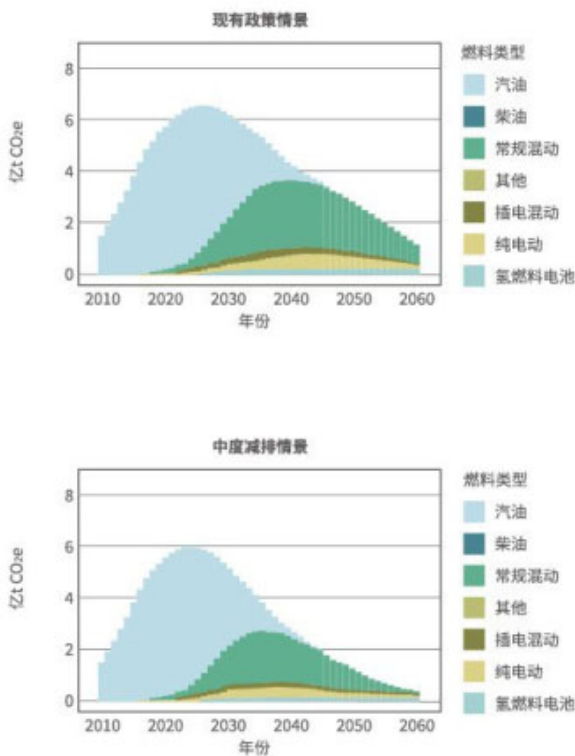 现有政策情景
亿t CO₂e
8
6
4
2
0
2010 2020 2030 2040 2050 2060
年份
燃料类型
汽油
柴油
常规混动
其他
插电混动
纯电动
氢燃料电池
中度减排情景
亿t CO₂e
8
6
4
2
0
2010 2020 2030 2040 2050 2060
年份
燃料类型
汽油
柴油
常规混动
其他
插电混动
纯电动
氢燃料电池